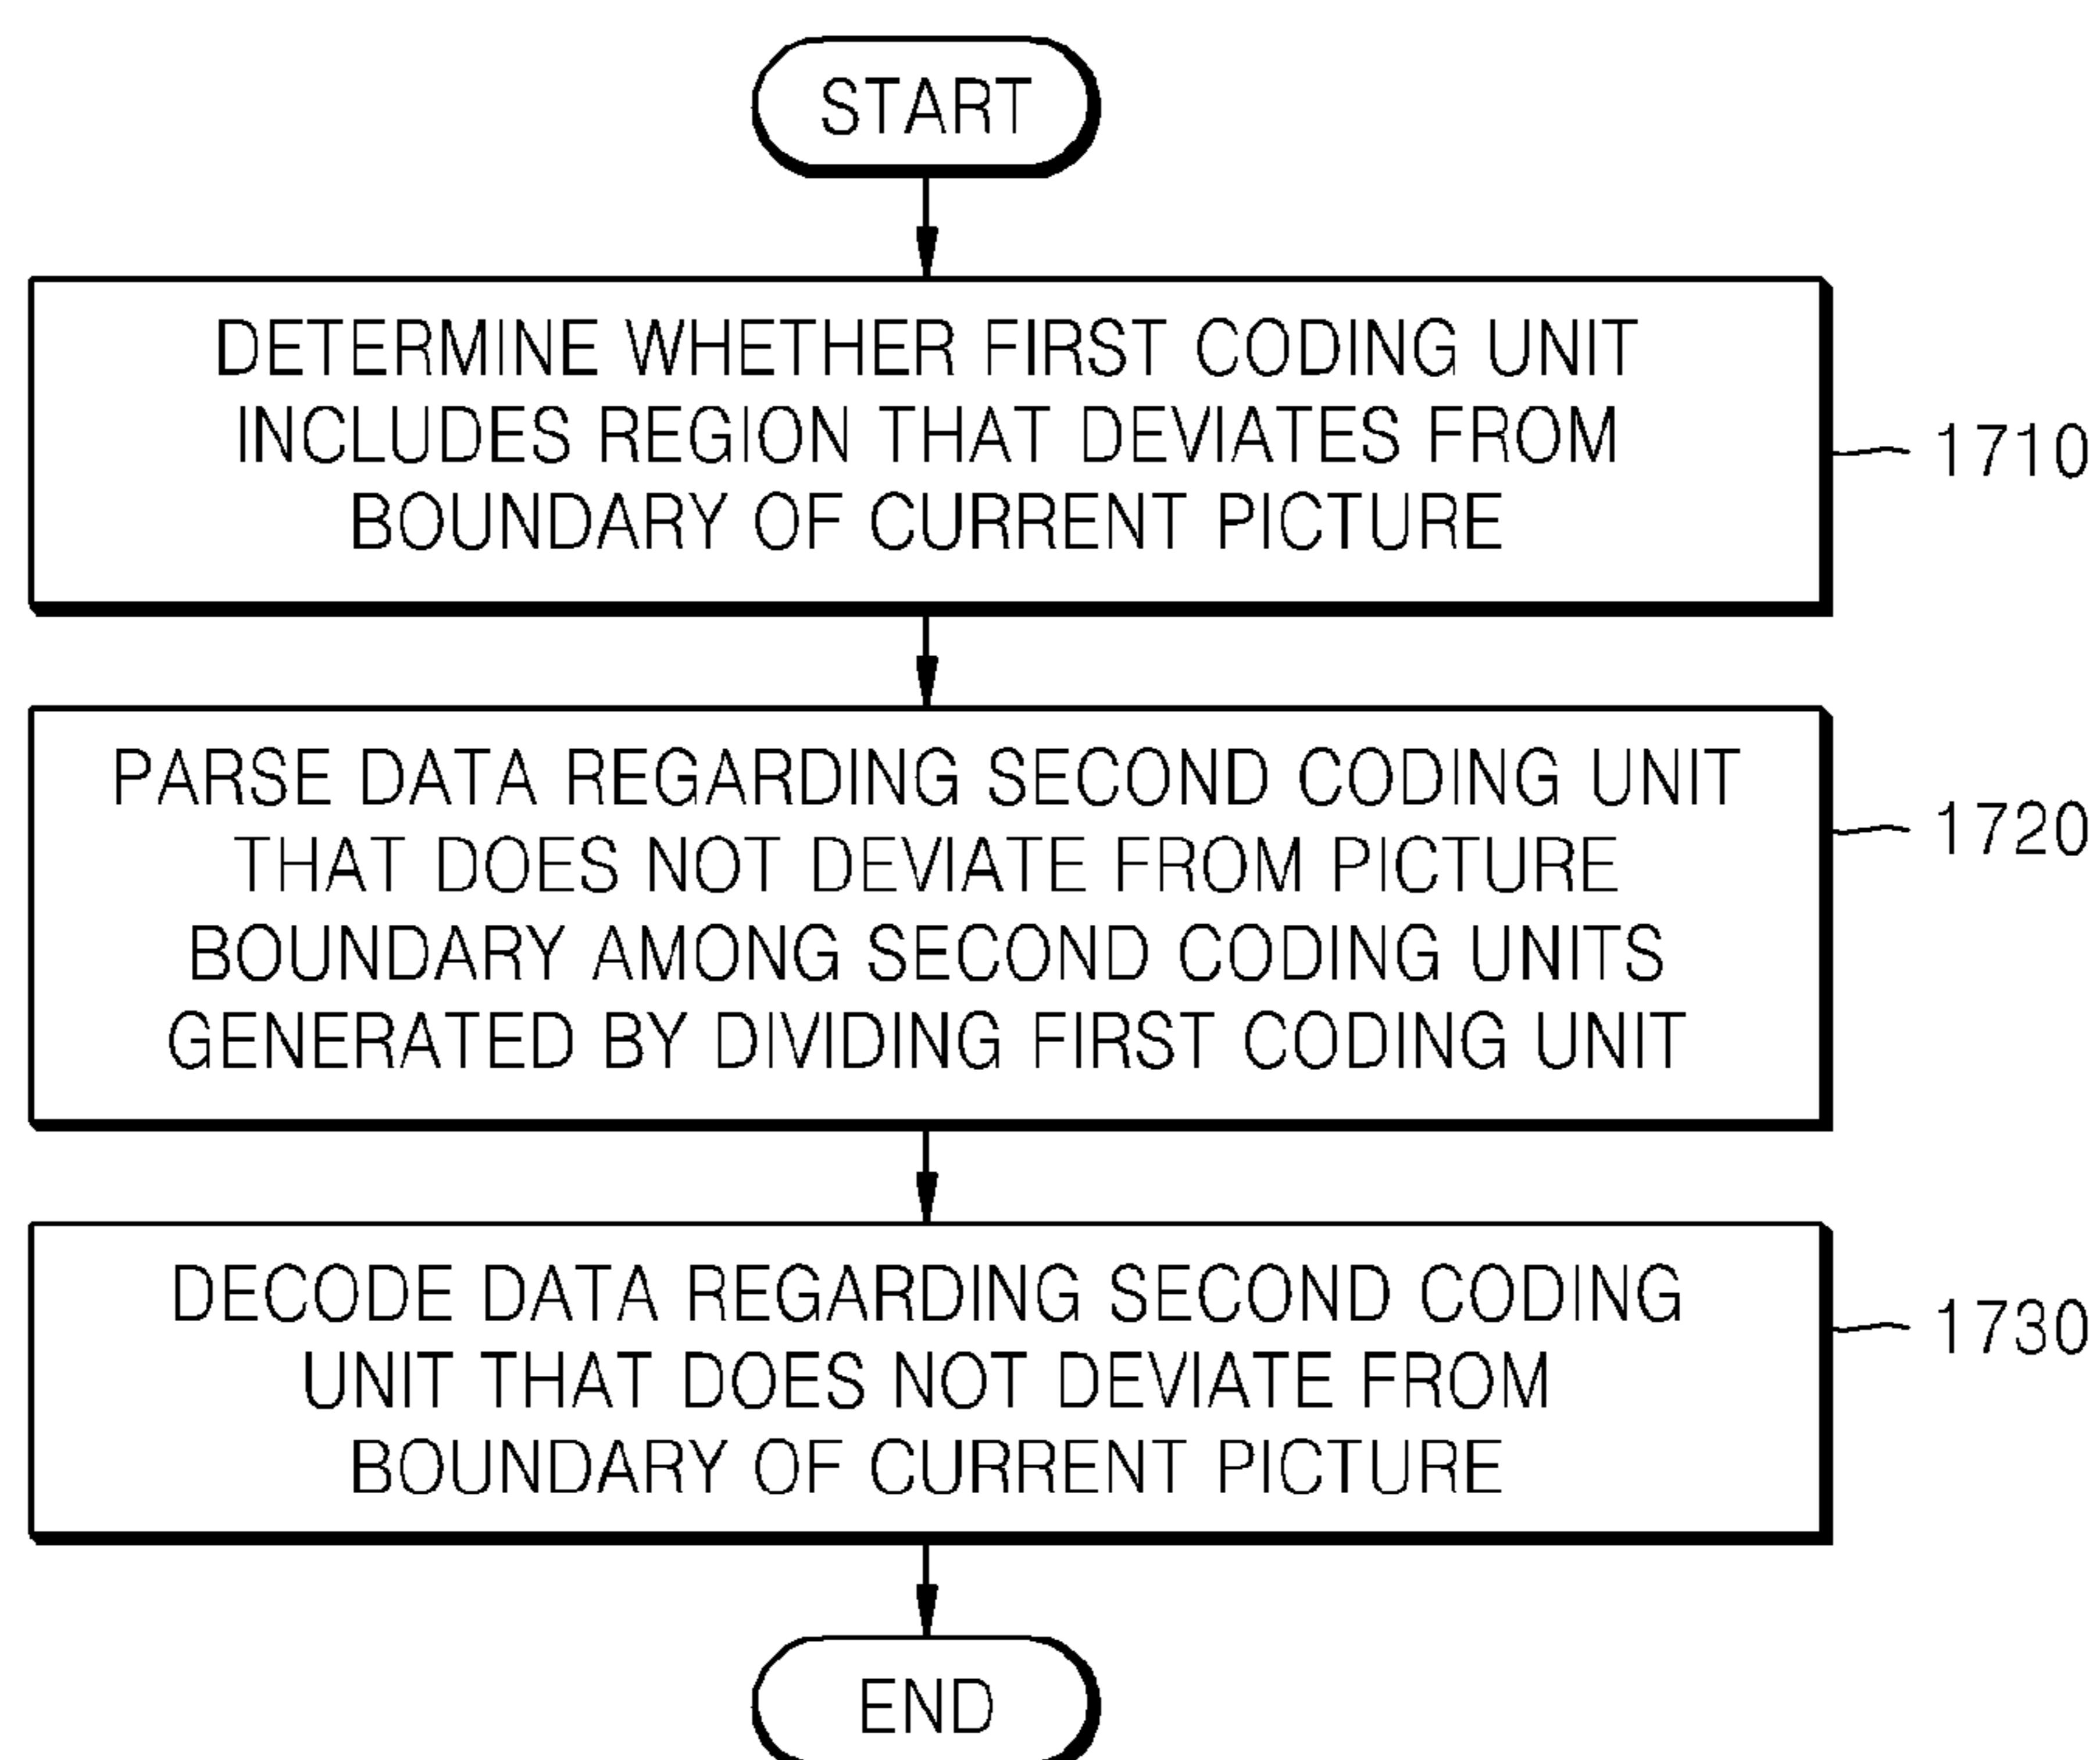 START
DETERMINE WHETHER FIRST CODING UNIT
INCLUDES REGION THAT DEVIATES FROM
BOUNDARY OF CURRENT PICTURE
1710
PARSE DATA REGARDING SECOND CODING UNIT
THAT DOES NOT DEVIATE FROM PICTURE
BOUNDARY AMONG SECOND CODING UNITS
GENERATED BY DIVIDING FIRST CODING UNIT
1720
DECODE DATA REGARDING SECOND CODING
UNIT THAT DOES NOT DEVIATE FROM
BOUNDARY OF CURRENT PICTURE
1730
END